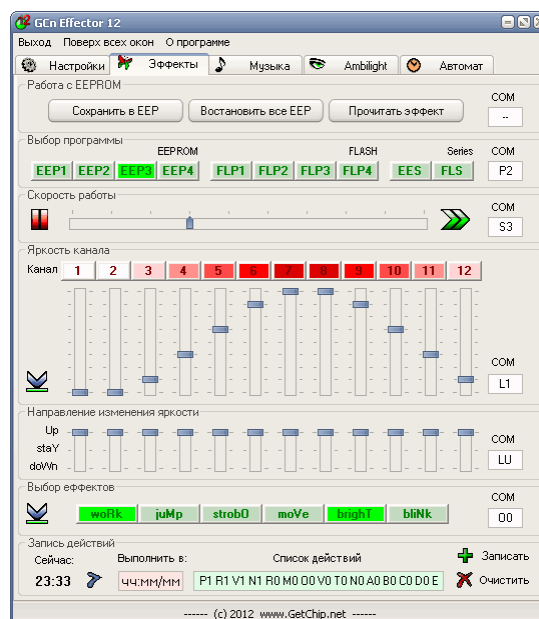 GCn Effector 12
Выход Поверх всех окон О программе
Настройки Эффекты Музыка Ambilight Автомат
Работа с EEPROM
COM
Сохранить в EEP Востановить все EEP Прочитать эффект --
Выбор программы
EEPROM FLASH Series COM
EEP1 EEP2 EEP3 EEP4 FLP1 FLP2 FLP3 FLP4 EES FLS P2
Скорость работы
COM
S3
Яркость канала
Канал 1 2 3 4 5 6 7 8 9 10 11 12
COM
L1
Направление изменения яркости
Up
staY
doWn
COM
LU
Выбор еффектов
COM
woRk juMp strobO moVe brighT bliNk O0
Запись действий
Сейчас: Выполнить в: Список действий Записать
23:33 чч:мм/мм P1 R1 V1 N1 R0 M0 O0 V0 T0 N0 A0 B0 C0 D0 E Очистить
------ (c) 2012 www.GetChip.net ------